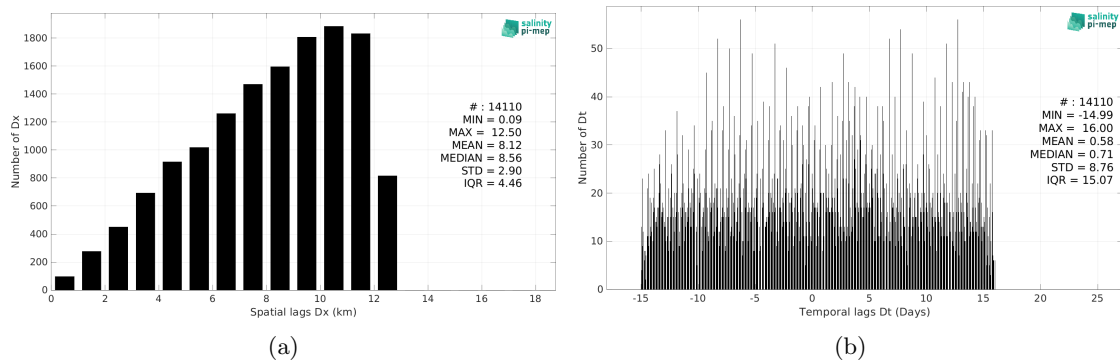 1800
1600
1400
1200
1000
800
600
400
200
0
Number of Dx
salinity
pi-mep
# : 14110
MIN = 0.09
MAX = 12.50
MEAN = 8.12
MEDIAN = 8.56
STD = 2.90
IQR = 4.46
0 2 4 6 8 10 12 14 16 18
Spatial lags Dx (km)
(a)
50
40
30
20
10
0
Number of Dt
salinity
pi-mep
# : 14110
MIN = -14.99
MAX = 16.00
MEAN = 0.58
MEDIAN = 0.71
STD = 8.76
IQR = 15.07
-15 -10 -5 0 5 10 15 20 25
Temporal lags Dt (Days)
(b)